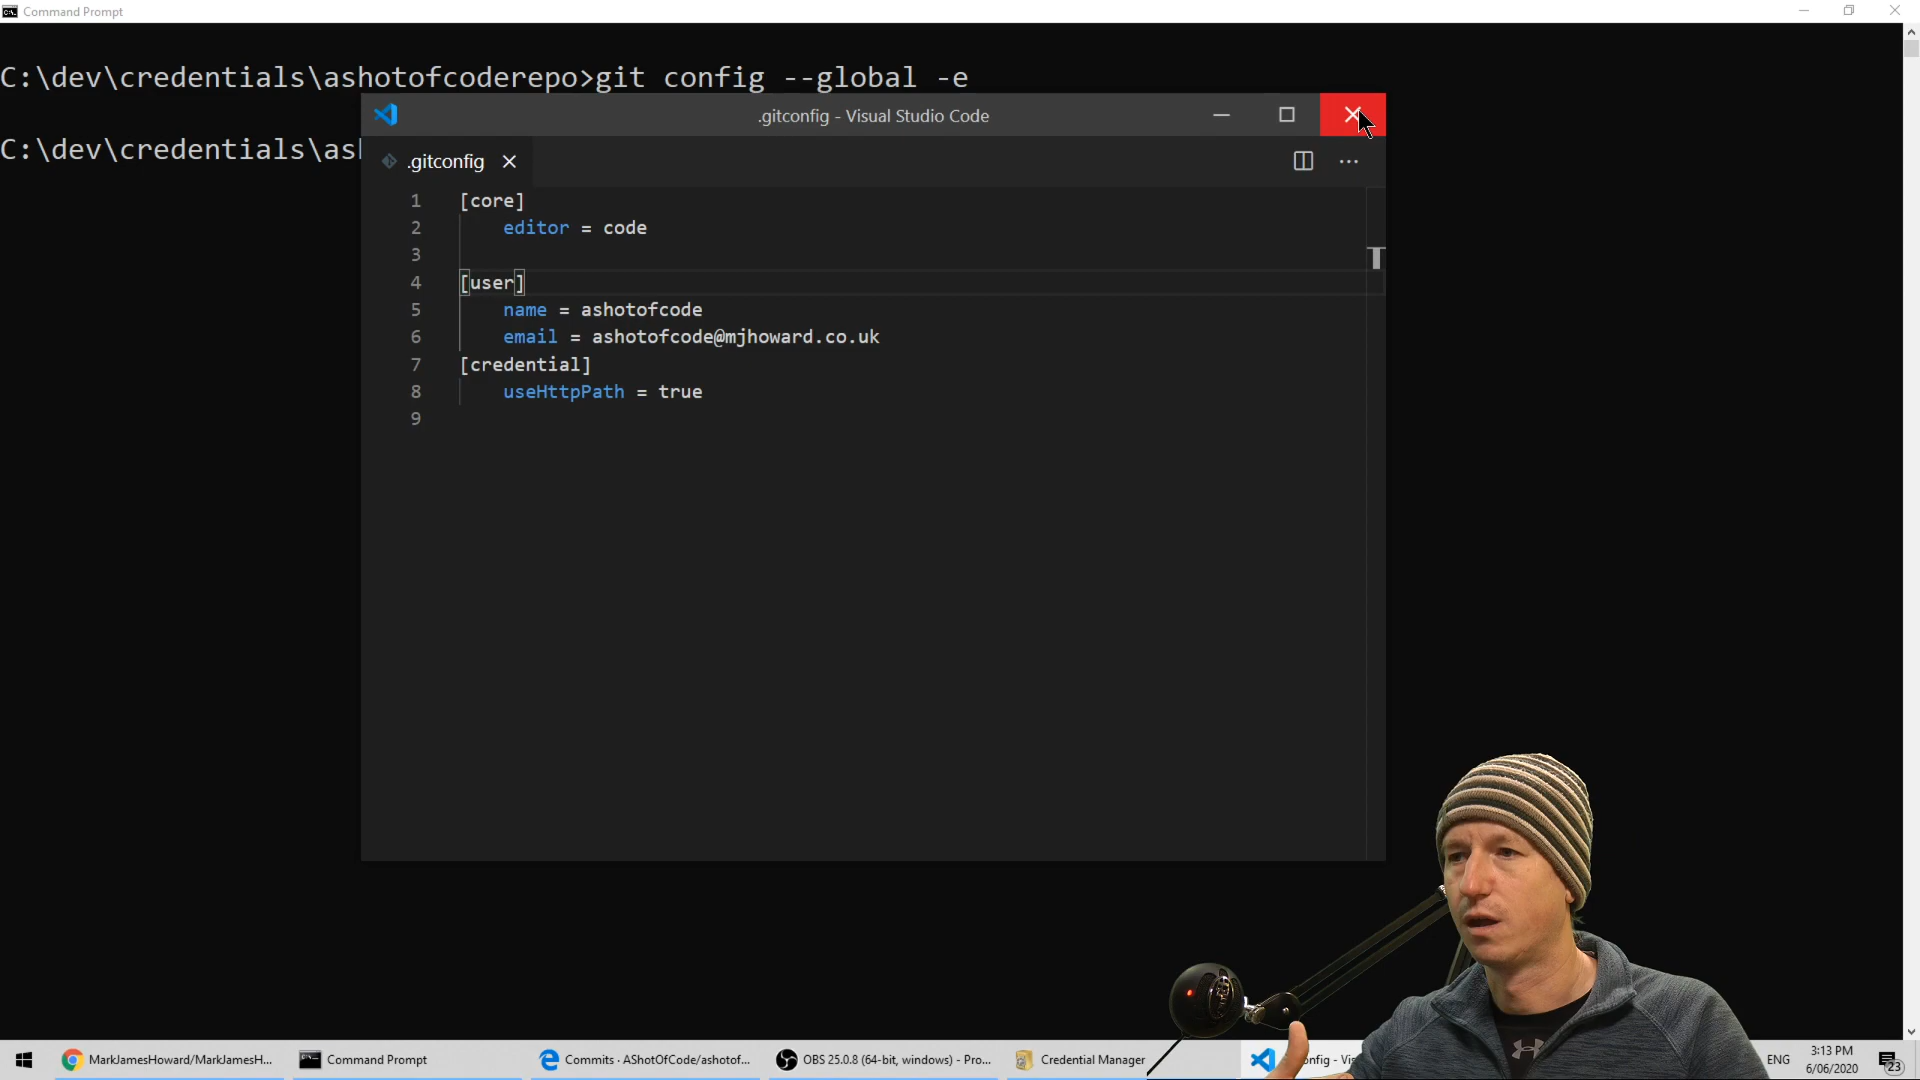 Command Prompt
C:\dev\credentials\ashotofcoderepo>git config --global -e
C:\dev\credentials\as
.gitconfig - Visual Studio Code
.gitconfig
1 [core]
2 editor = code
3
4 [user]
5 name = ashotofcode
6 email = ashotofcode@mjhoward.co.uk
7 [credential]
8 useHttpPath = true
9
MarkJamesHoward/MarkJamesH...
Command Prompt
Commits · AShotOfCode/ashotof...
OBS 25.0.8 (64-bit, windows) - Pro...
Credential Manager
onfig - Vis
ENG
3:13 PM
6/06/2020
23